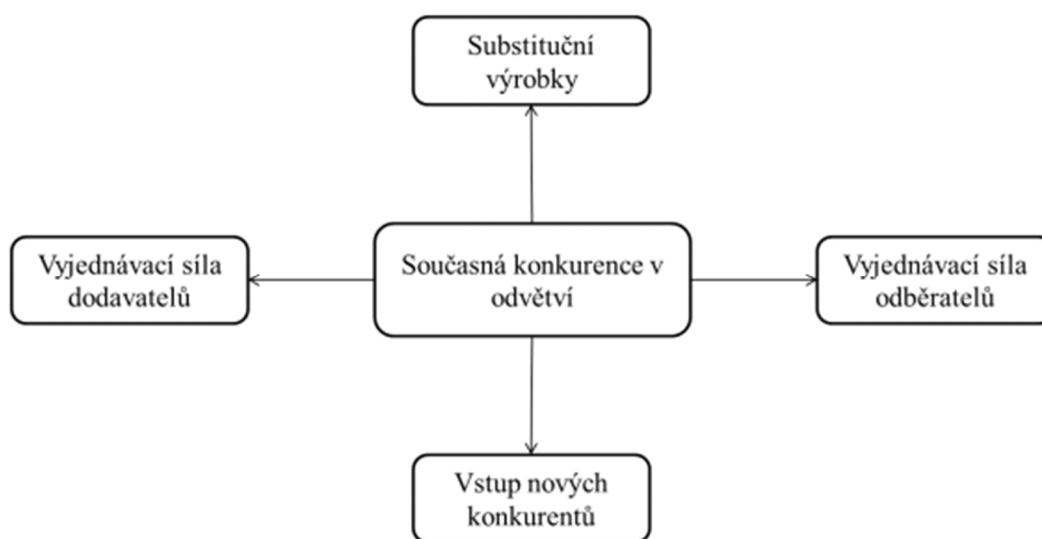 Substituční
výrobky
Vyjednávací síla
dodavatelů
Současná konkurence v
odvětví
Vyjednávací síla
odběratelů
Vstup nových
konkurentů